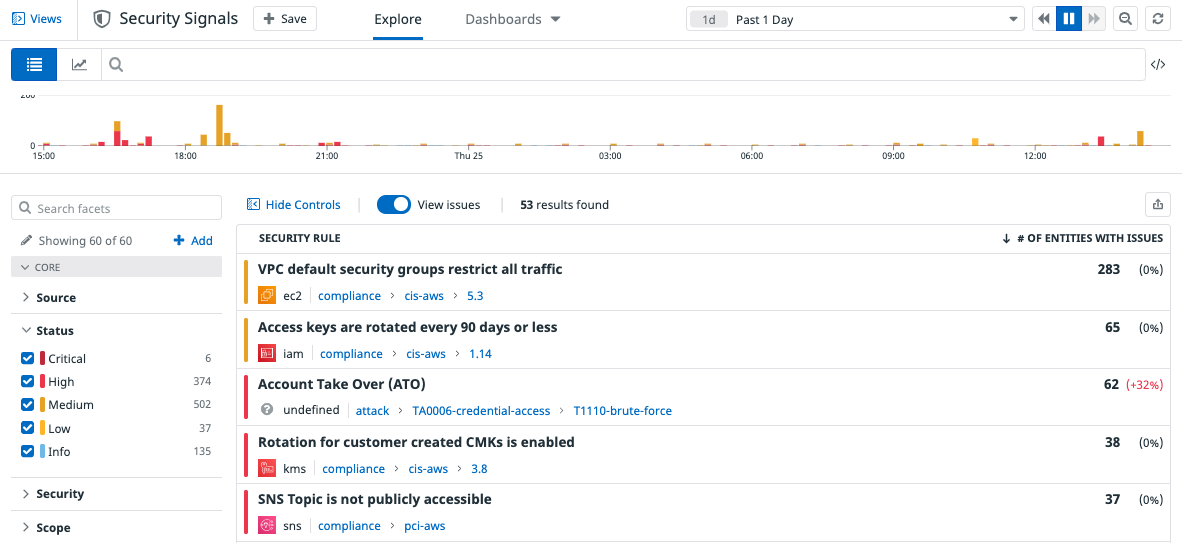 Views
Security Signals
+ Save
Explore
Dashboards
1d Past 1 Day
</>
0
15:00 18:00 21:00 Thu 25 03:00 06:00 09:00 12:00
Search facets
Showing 60 of 60
+ Add
CORE
Source
Status
Critical 6
High 374
Medium 502
Low 37
Info 135
Security
Scope
Hide Controls
View issues
53 results found
SECURITY RULE
↓ # OF ENTITIES WITH ISSUES
VPC default security groups restrict all traffic 283 (0%)
ec2 compliance > cis-aws > 5.3
Access keys are rotated every 90 days or less 65 (0%)
iam compliance > cis-aws > 1.14
Account Take Over (ATO) 62 (+32%)
undefined attack > TA0006-credential-access > T1110-brute-force
Rotation for customer created CMKs is enabled 38 (0%)
kms compliance > cis-aws > 3.8
SNS Topic is not publicly accessible 37 (0%)
sns compliance > pci-aws